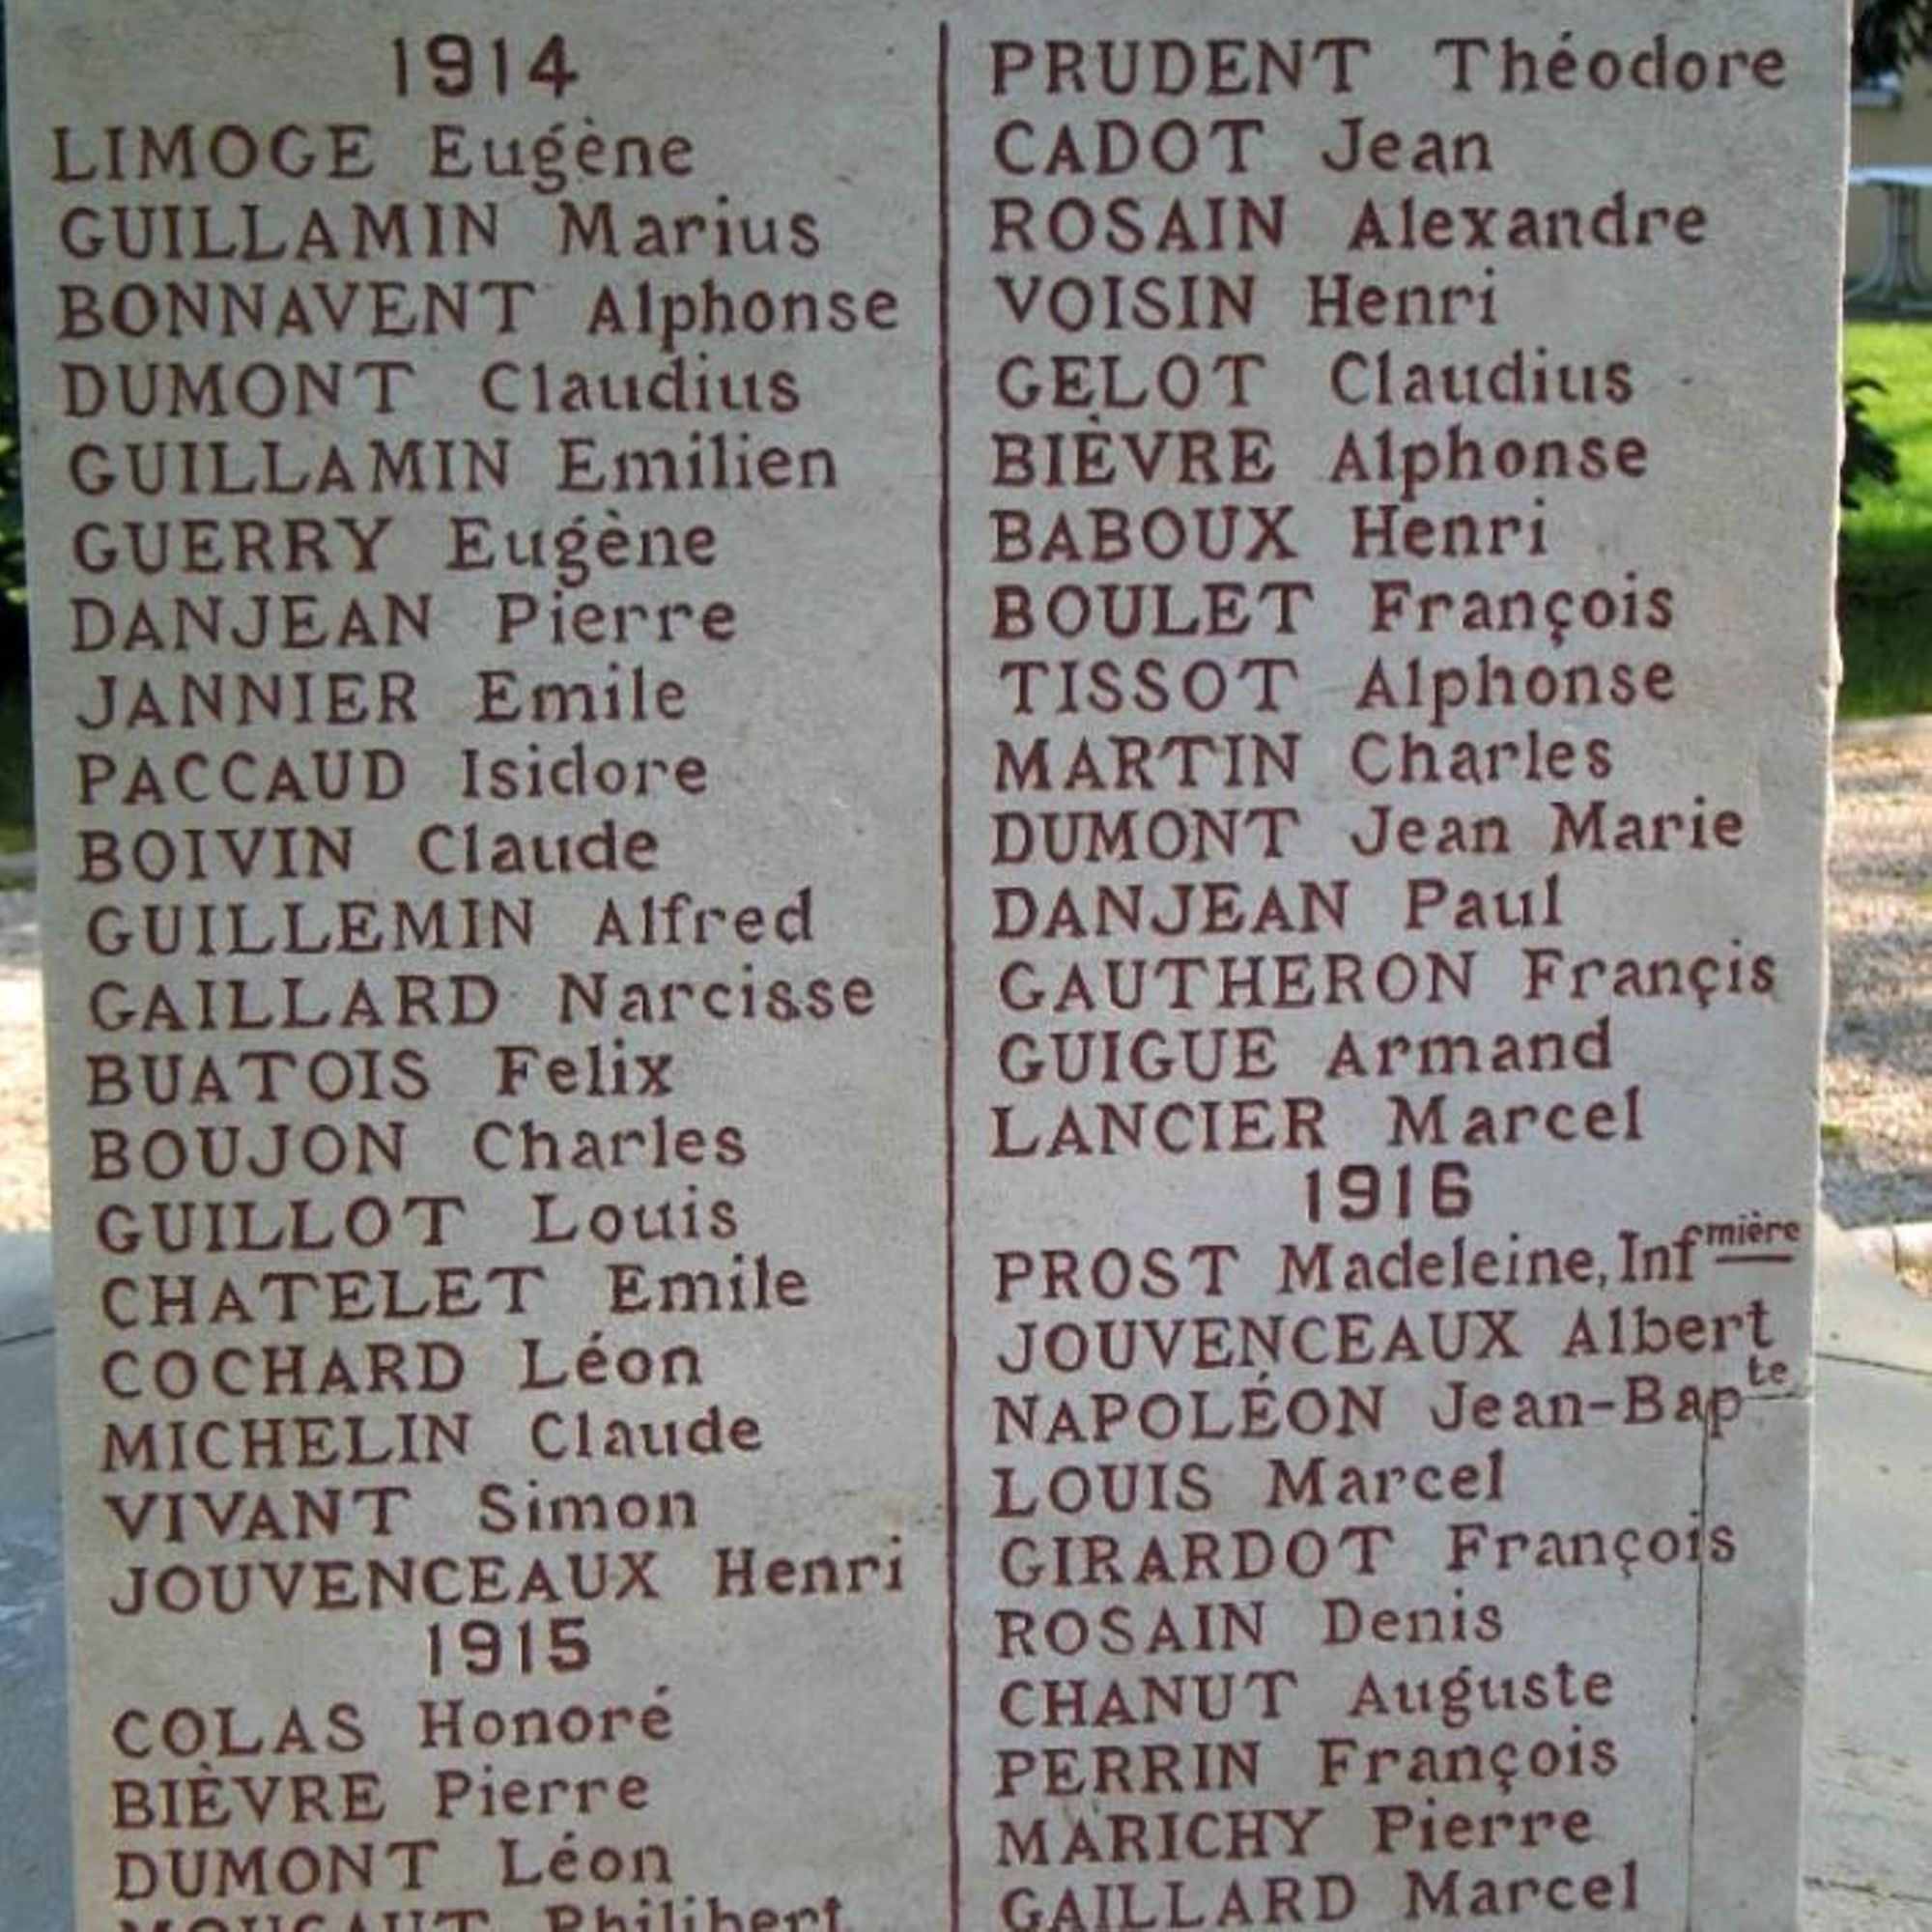 1914
LIMOGE Eugène
GUILLAMIN Marius
BONNAVENT Alphonse
DUMONT Claudius
GUILLAMIN Emilien
GUERRY Eugène
DANJEAN Pierre
JANNIER Emile
PACCAUD Isidore
BOIVIN Claude
GUILLEMIN Alfred
GAILLARD Narcisse
BUATOIS Felix
BOUJON Charles
GUILLOT Louis
CHATELET Emile
COCHARD Léon
MICHELIN Claude
VIVANT Simon
JOUVENCEAUX Henri
1915
COLAS Honoré
BIÈVRE Pierre
DUMONT Léon
Philibert
PRUDENT Théodore
CADOT Jean
ROSAIN Alexandre
VOISIN Henri
GELOT Claudius
BIÈVRE Alphonse
BABOUX Henri
BOULET François
TISSOT Alphonse
MARTIN Charles
DUMONT Jean Marie
DANJEAN Paul
GAUTHERON Françis
GUIGUE Armand
LANCIER Marcel
1916
PROST Madeleine, Infmière
JOUVENCEAUX Albert
NAPOLÉON Jean-Bapte
LOUIS Marcel
GIRARDOT François
ROSAIN Denis
CHANUT Auguste
PERRIN François
MARICHY Pierre
GAILLARD Marcel